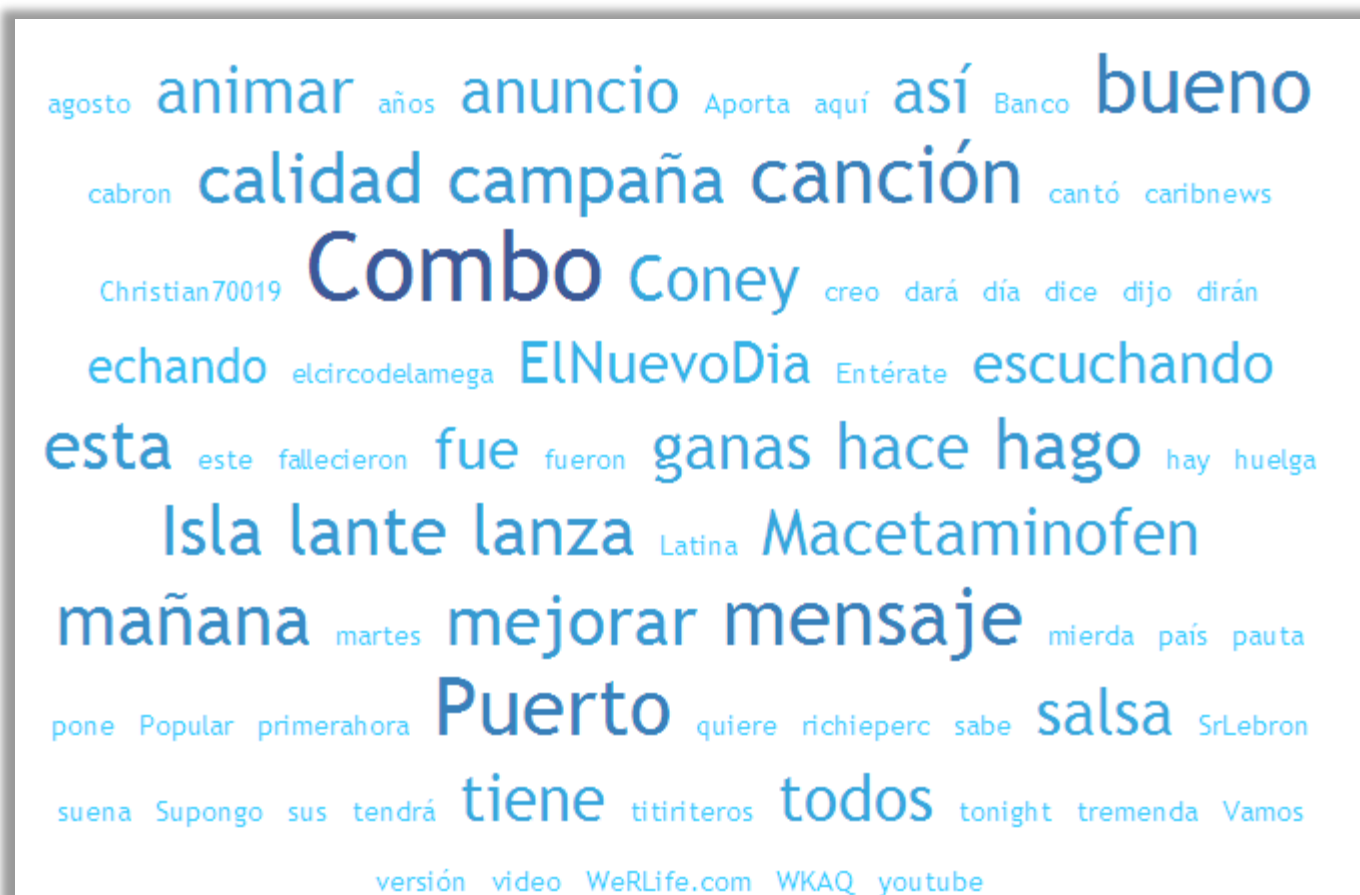 agosto animar años anuncio Aporta aquí así Banco bueno
cabron calidad campaña canción cantó caribnews
Christian70019 Combo Coney creo dará día dice dijo dirán
echando elcircodelamega ElNuevoDia Entérate escuchando
esta este fallecieron fue fueron ganas hace hago hay huelga
Isla lante lanza Latina Macetaminofen
mañana martes mejorar mensaje mierda país pauta
pone Popular primerahora Puerto quiere richieperc sabe salsa SrLebron
suena Supongo sus tendrá tiene titiriteros todos tonight tremenda Vamos
versión video WeRLife.com WKAQ youtube